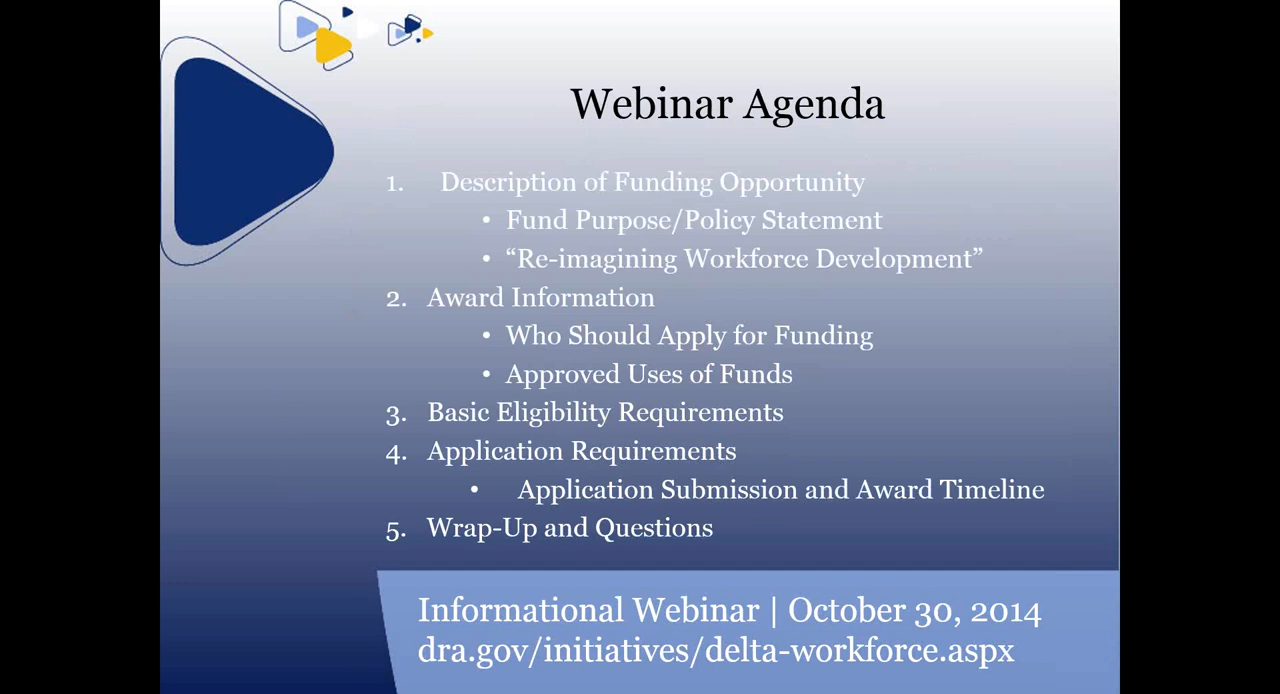 Webinar Agenda
1. Description of Funding Opportunity
• Fund Purpose/Policy Statement
• “Re-imagining Workforce Development”
2. Award Information
• Who Should Apply for Funding
• Approved Uses of Funds
3. Basic Eligibility Requirements
4. Application Requirements
• Application Submission and Award Timeline
5. Wrap-Up and Questions
Informational Webinar | October 30, 2014
dra.gov/initiatives/delta-workforce.aspx